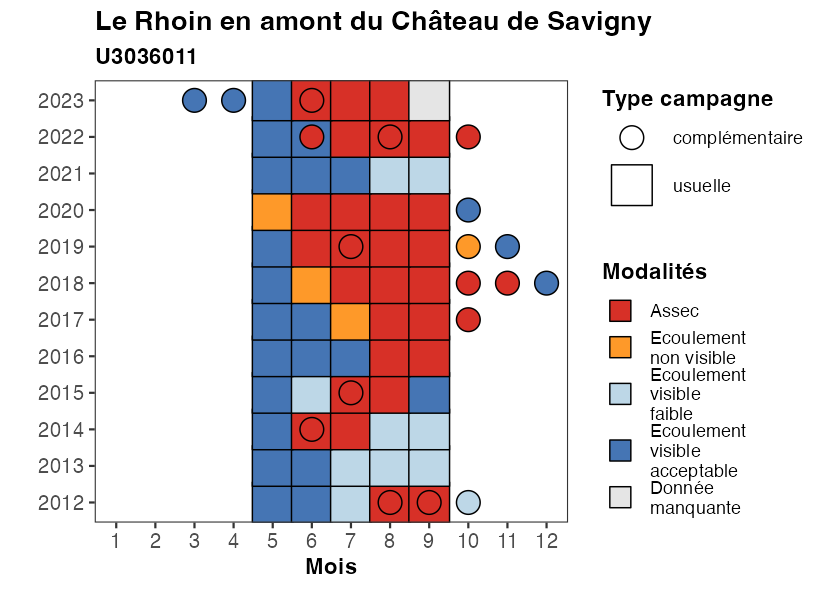 Le Rhoin en amont du Château de Savigny
U3036011
2023
2022
2021
2020
2019
2018
2017
2016
2015
2014
2013
2012
1 2 3 4 5 6 7 8 9 10 11 12
Mois
Type campagne
complémentaire
usuelle
Modalités
Assec
Ecoulement
non visible
Ecoulement
visible
faible
Ecoulement
visible
acceptable
Donnée
manquante